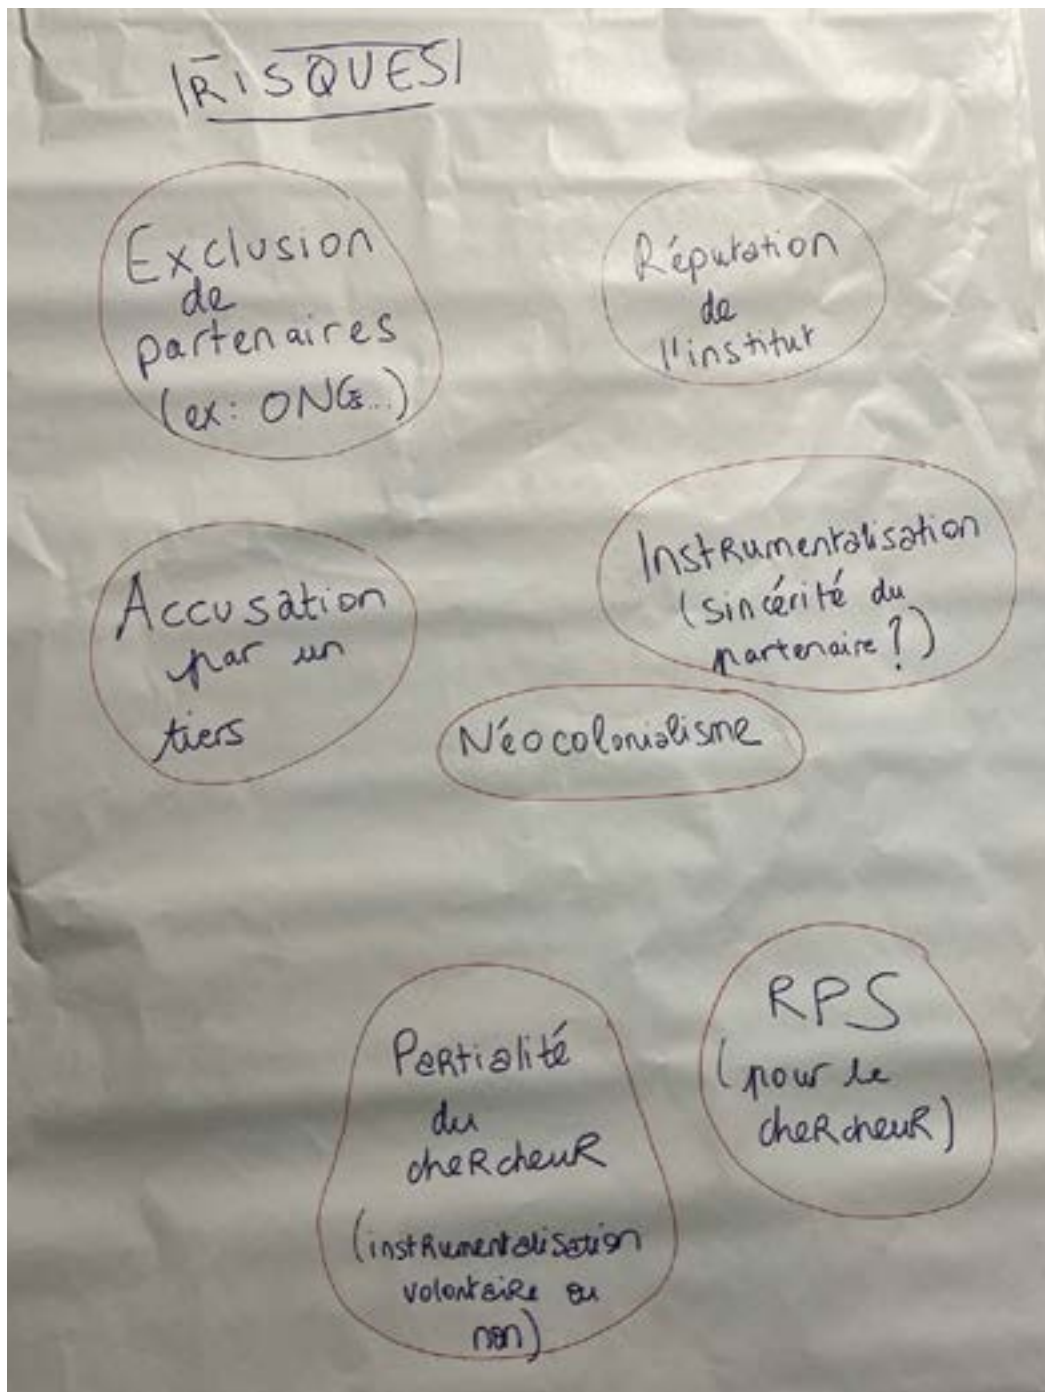 RISQUES
Exclusion
de
partenaires
(ex: ONGs...)
Réputation
de
l'institut
Accusation
par un
tiers
Instrumentalisation
(sincérité du
partenaire?)
Néocolonialisme
Partialité
du
chercheur
(instrumentalisation
volontaire ou
non)
RPS
(pour le
chercheur)